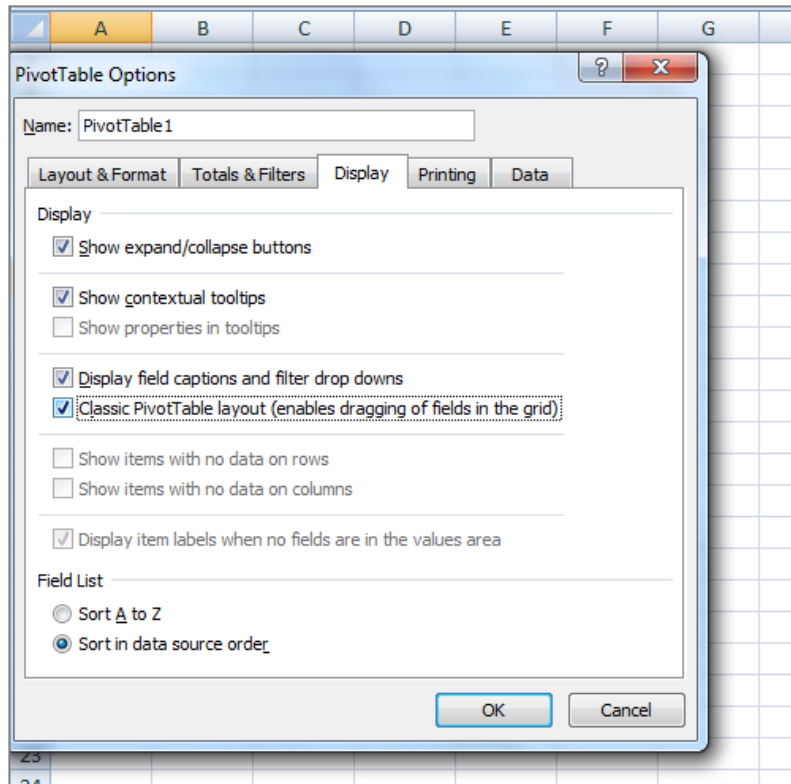 A B C D E F G
PivotTable Options
Name: PivotTable1
Layout & Format Totals & Filters Display Printing Data
Display
Show expand/collapse buttons
Show contextual tooltips
Show properties in tooltips
Display field captions and filter drop downs
Classic PivotTable layout (enables dragging of fields in the grid)
Show items with no data on rows
Show items with no data on columns
Display item labels when no fields are in the values area
Field List
Sort A to Z
Sort in data source order
OK Cancel
23
24